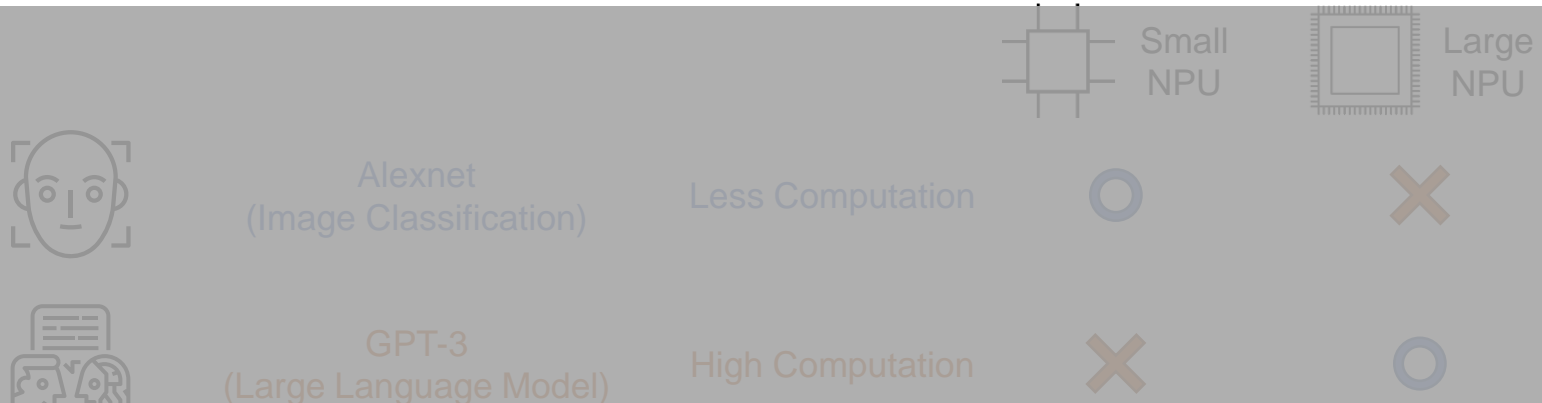 Small
NPU
Large
NPU
Alexnet
(Image Classification)
Less Computation
GPT-3
(Large Language Model)
High Computation